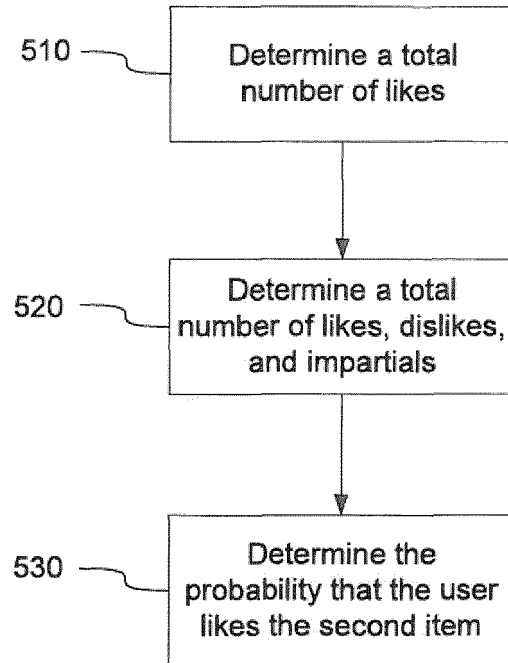 510
Determine a total
number of likes
520
Determine a total
number of likes, dislikes,
and impartials
530
Determine the
probability that the user
likes the second item